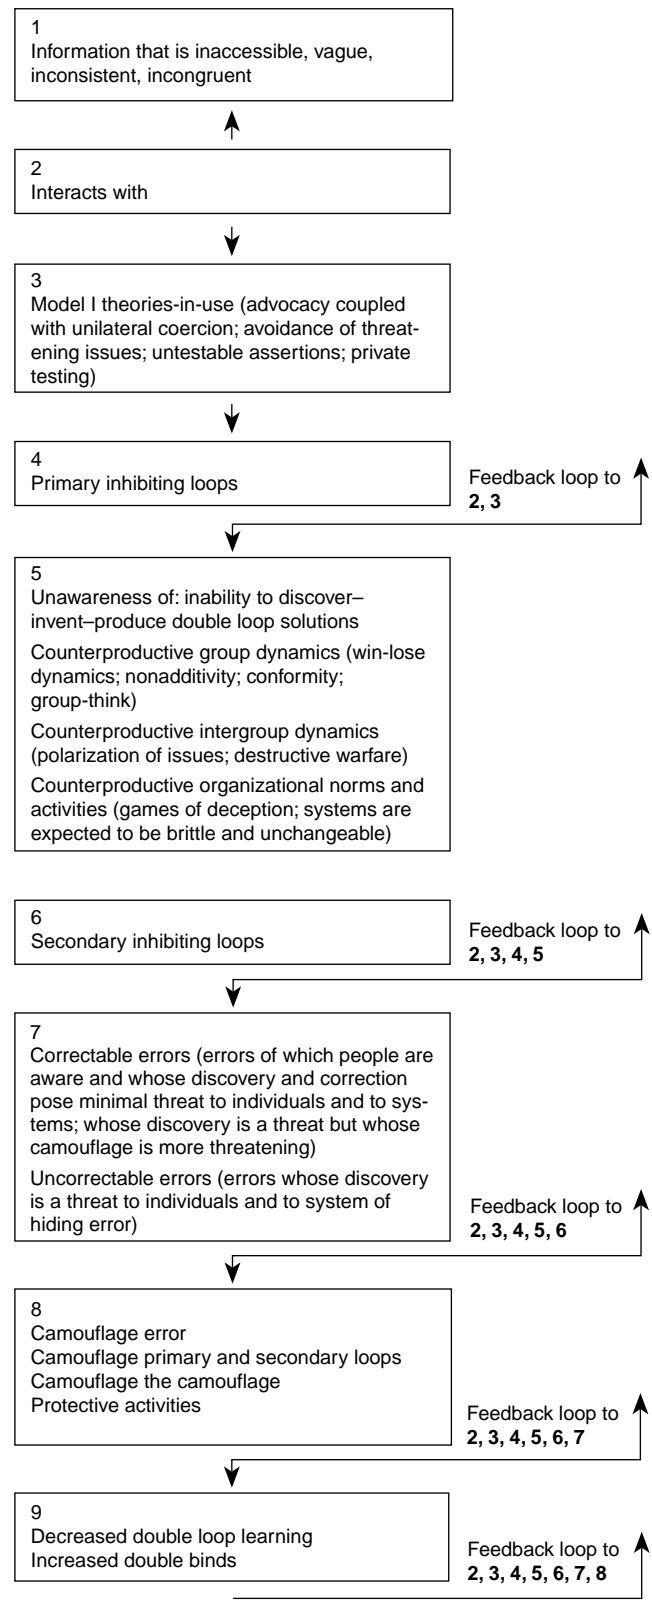 1
Information that is inaccessible, vague,
inconsistent, incongruent
2
Interacts with
3
Model I theories-in-use (advocacy coupled
with unilateral coercion; avoidance of threat-
ening issues; untestable assertions; private
testing)
4
Primary inhibiting loops
Feedback loop to
2, 3
5
Unawareness of: inability to discover–
invent–produce double loop solutions
Counterproductive group dynamics (win-lose
dynamics; nonadditivity; conformity;
group-think)
Counterproductive intergroup dynamics
(polarization of issues; destructive warfare)
Counterproductive organizational norms and
activities (games of deception; systems are
expected to be brittle and unchangeable)
6
Secondary inhibiting loops
Feedback loop to
2, 3, 4, 5
7
Correctable errors (errors of which people are
aware and whose discovery and correction
pose minimal threat to individuals and to sys-
tems; whose discovery is a threat but whose
camouflage is more threatening)
Uncorrectable errors (errors whose discovery
is a threat to individuals and to system of
hiding error)
Feedback loop to
2, 3, 4, 5, 6
8
Camouflage error
Camouflage primary and secondary loops
Camouflage the camouflage
Protective activities
Feedback loop to
2, 3, 4, 5, 6, 7
9
Decreased double loop learning
Increased double binds
Feedback loop to
2, 3, 4, 5, 6, 7, 8